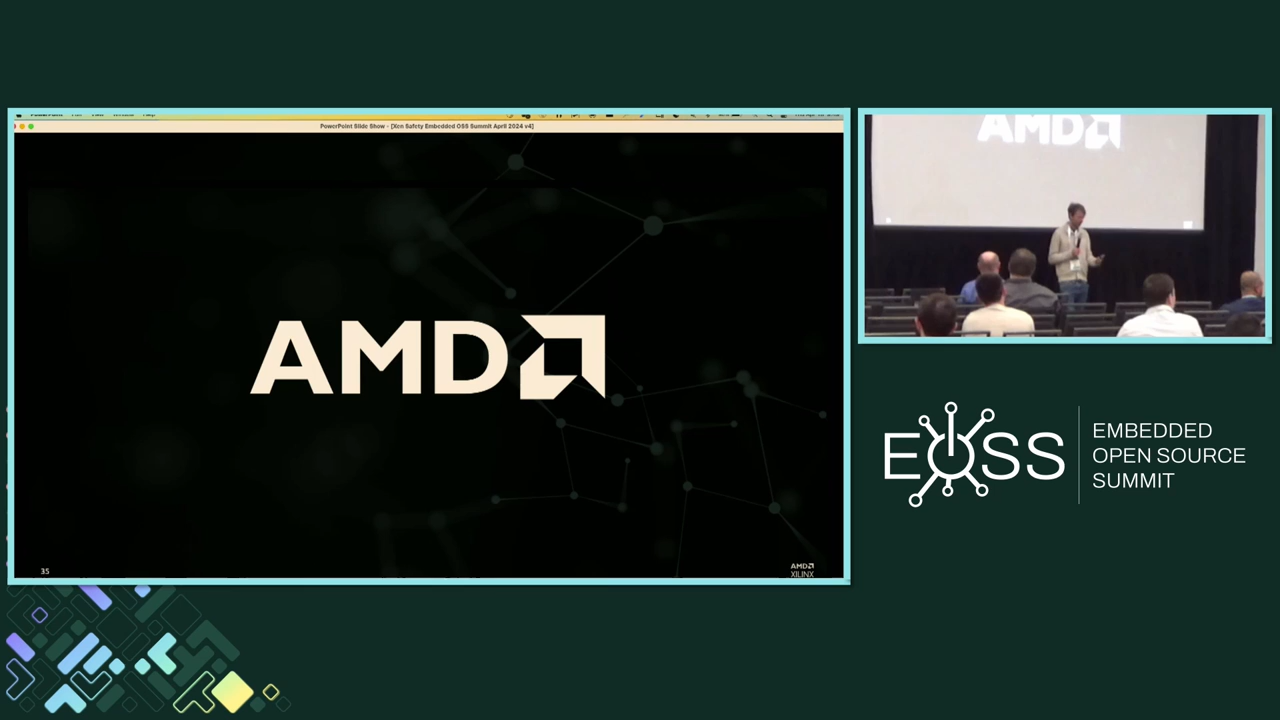 PowerPoint Slide Show - [Xen Safety Embedded OSS Summit April 2024 v4]
AMD
35
AMD
XILINX
AMD
EOSS
EMBEDDED
OPEN SOURCE
SUMMIT